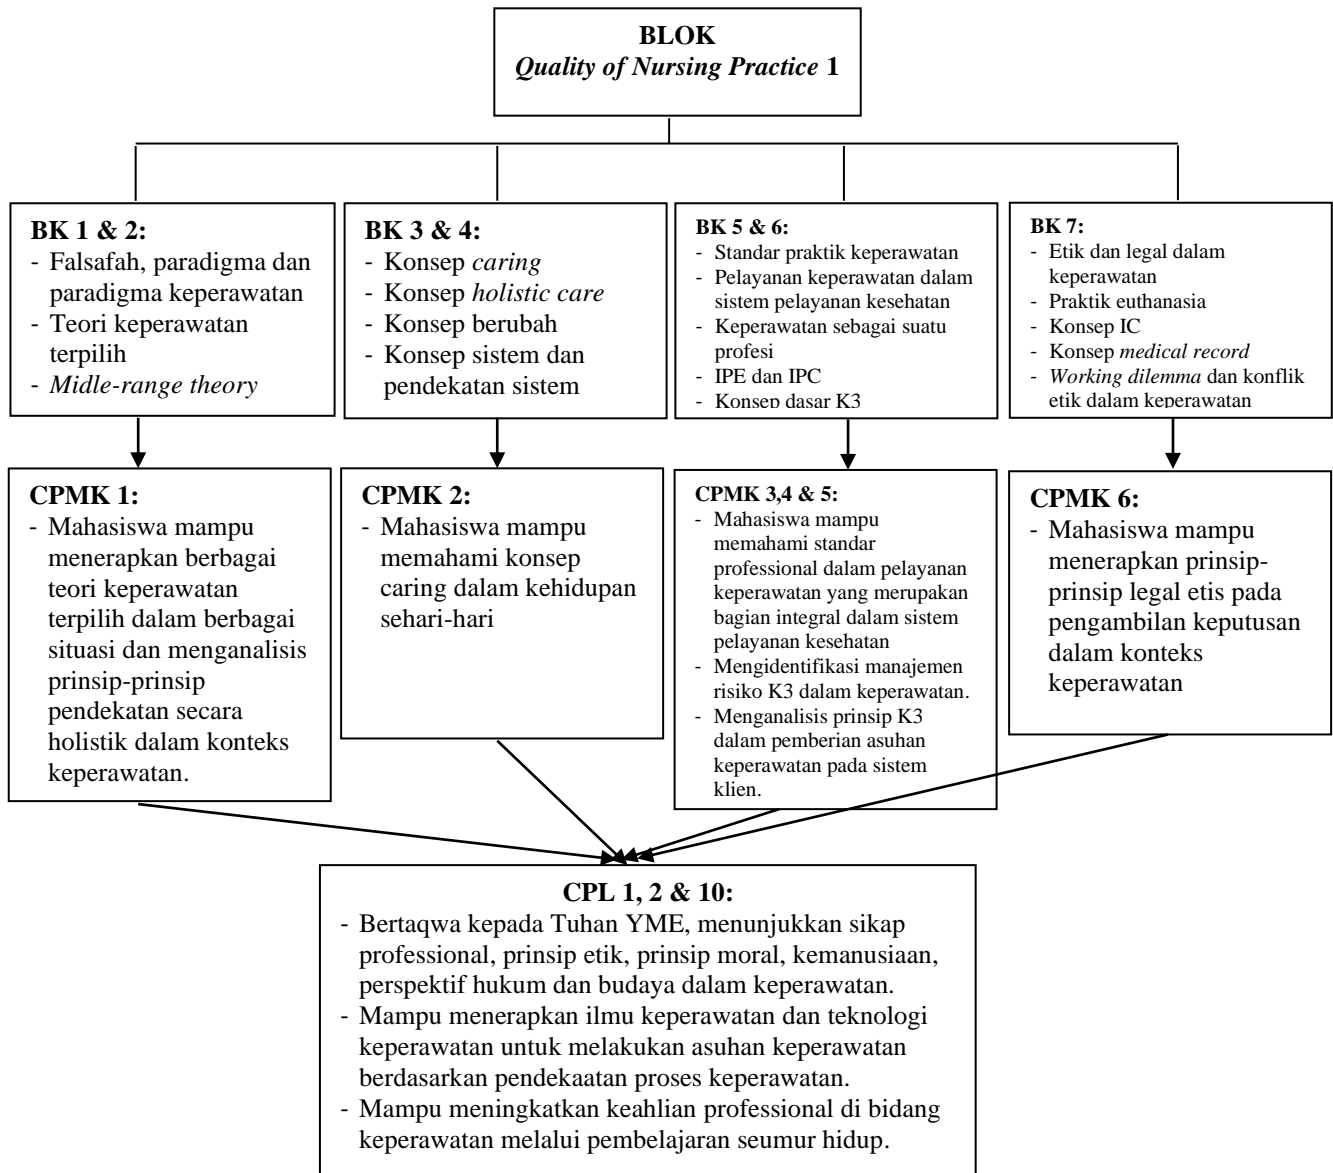 BLOK
Quality of Nursing Practice 1
BK 1 & 2:
- Falsafah, paradigma dan
paradigma keperawatan
- Teori keperawatan
terpilih
- Midle-range theory
BK 3 & 4:
- Konsep caring
- Konsep holistic care
- Konsep berubah
- Konsep sistem dan
pendekatan sistem
BK 5 & 6:
- Standar praktik keperawatan
- Pelayanan keperawatan dalam
sistem pelayanan kesehatan
- Keperawatan sebagai suatu
profesi
- IPE dan IPC
- Konsep dasar K3
BK 7:
- Etik dan legal dalam
keperawatan
- Praktik euthanasia
- Konsep IC
- Konsep medical record
- Working dilemma dan konflik
etik dalam keperawatan
CPMK 1:
- Mahasiswa mampu
menerapkan berbagai
teori keperawatan
terpilih dalam berbagai
situasi dan menganalisis
prinsip-prinsip
pendekatan secara
holistik dalam konteks
keperawatan.
CPMK 2:
- Mahasiswa mampu
memahami konsep
caring dalam kehidupan
sehari-hari
CPMK 3,4 & 5:
- Mahasiswa mampu
memahami standar
professional dalam pelayanan
keperawatan yang merupakan
bagian integral dalam sistem
pelayanan kesehatan
- Mengidentifikasi manajemen
risiko K3 dalam keperawatan.
- Menganalisis prinsip K3
dalam pemberian asuhan
keperawatan pada sistem
klien.
CPMK 6:
- Mahasiswa mampu
menerapkan prinsip-
prinsip legal etis pada
pengambilan keputusan
dalam konteks
keperawatan
CPL 1, 2 & 10:
- Bertaqwa kepada Tuhan YME, menunjukkan sikap
professional, prinsip etik, prinsip moral, kemanusiaan,
perspektif hukum dan budaya dalam keperawatan.
- Mampu menerapkan ilmu keperawatan dan teknologi
keperawatan untuk melakukan asuhan keperawatan
berdasarkan pendekaatan proses keperawatan.
- Mampu meningkatkan keahlian professional di bidang
keperawatan melalui pembelajaran seumur hidup.